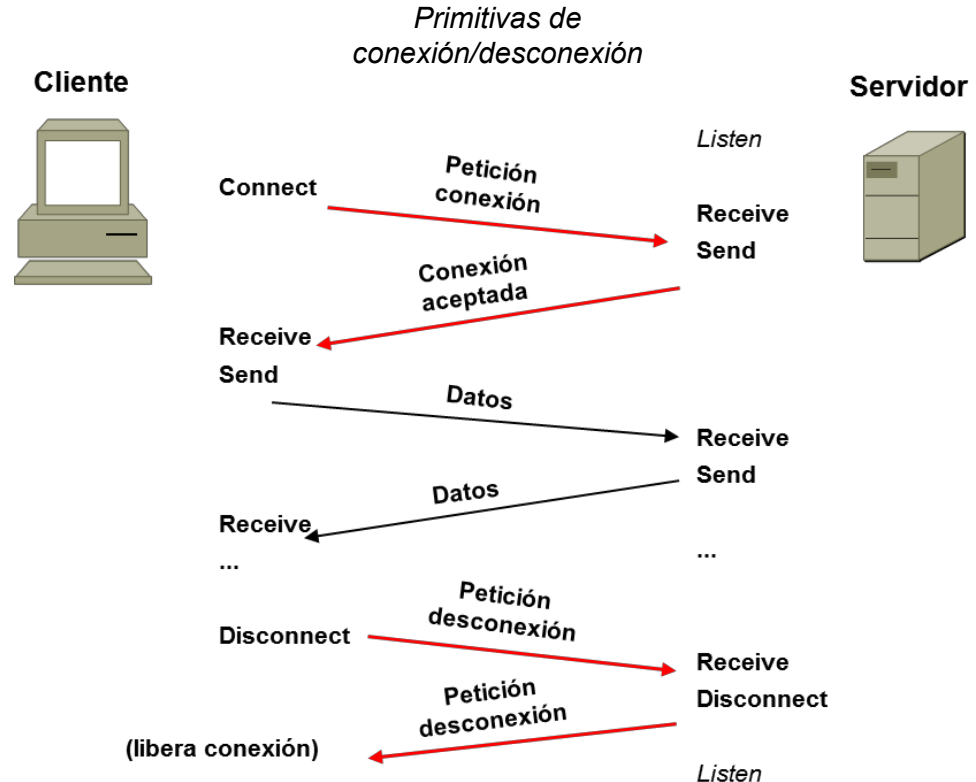 Primitivas de
conexión/desconexión
Cliente
Servidor
Listen
Connect
Petición
conexión
Receive
Send
Conexión
aceptada
Receive
Send
Datos
Receive
Send
Datos
Receive
...
...
Petición
desconexión
Disconnect
Receive
Disconnect
Petición
desconexión
(libera conexión)
Listen